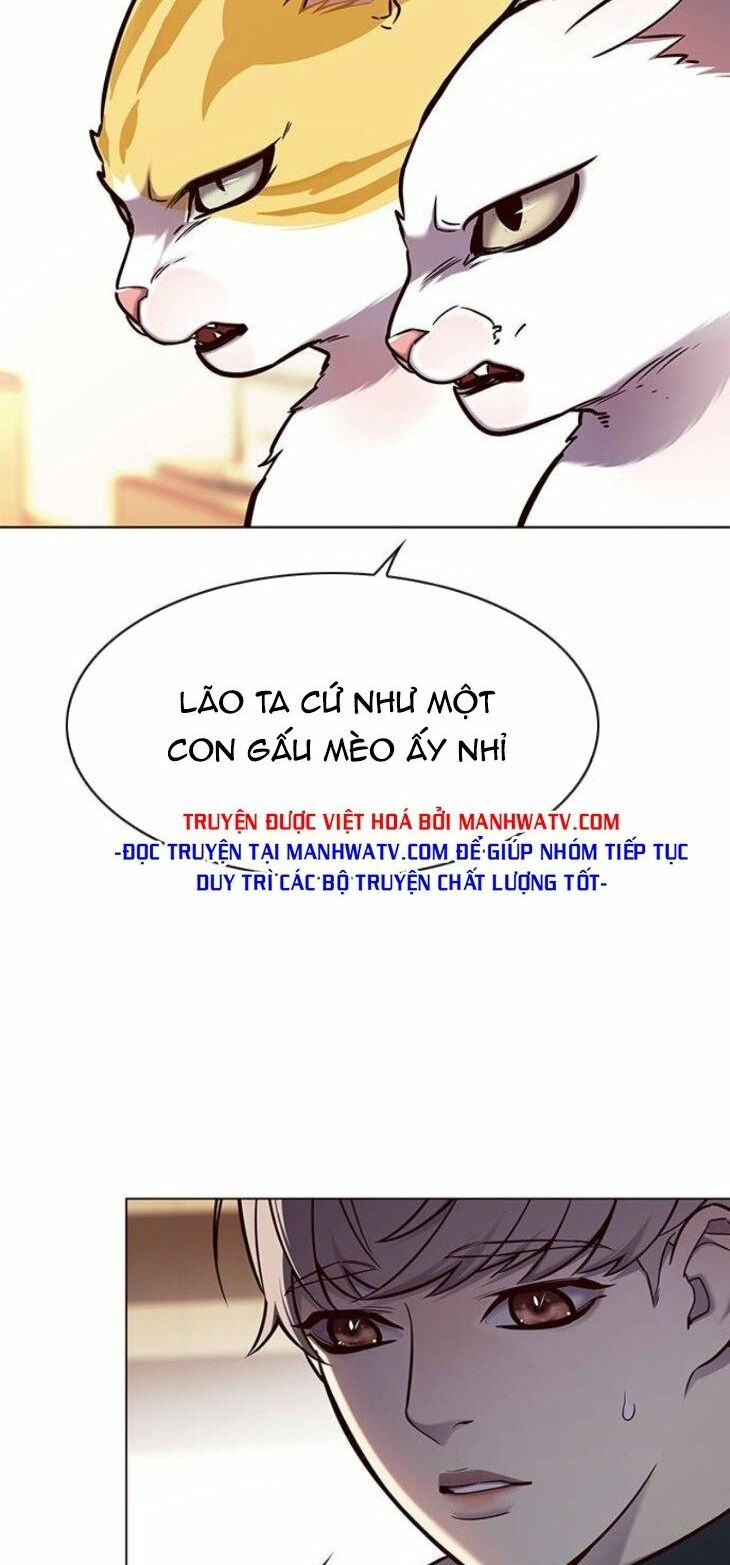 LÃO TA CỨ NHƯ MỘT
CON GẤU MÈO ẤY NHỈ
TRUYỆN ĐƯỢC VIỆT HOÁ BỞI MANHWATV.COM
-ĐỌC TRUYỆN TẠI MANHWATV.COM ĐỂ GIÚP NHÓM TIẾP TỤC
DUY TRÌ CÁC BỘ TRUYỆN CHẤT LƯỢNG TỐT-